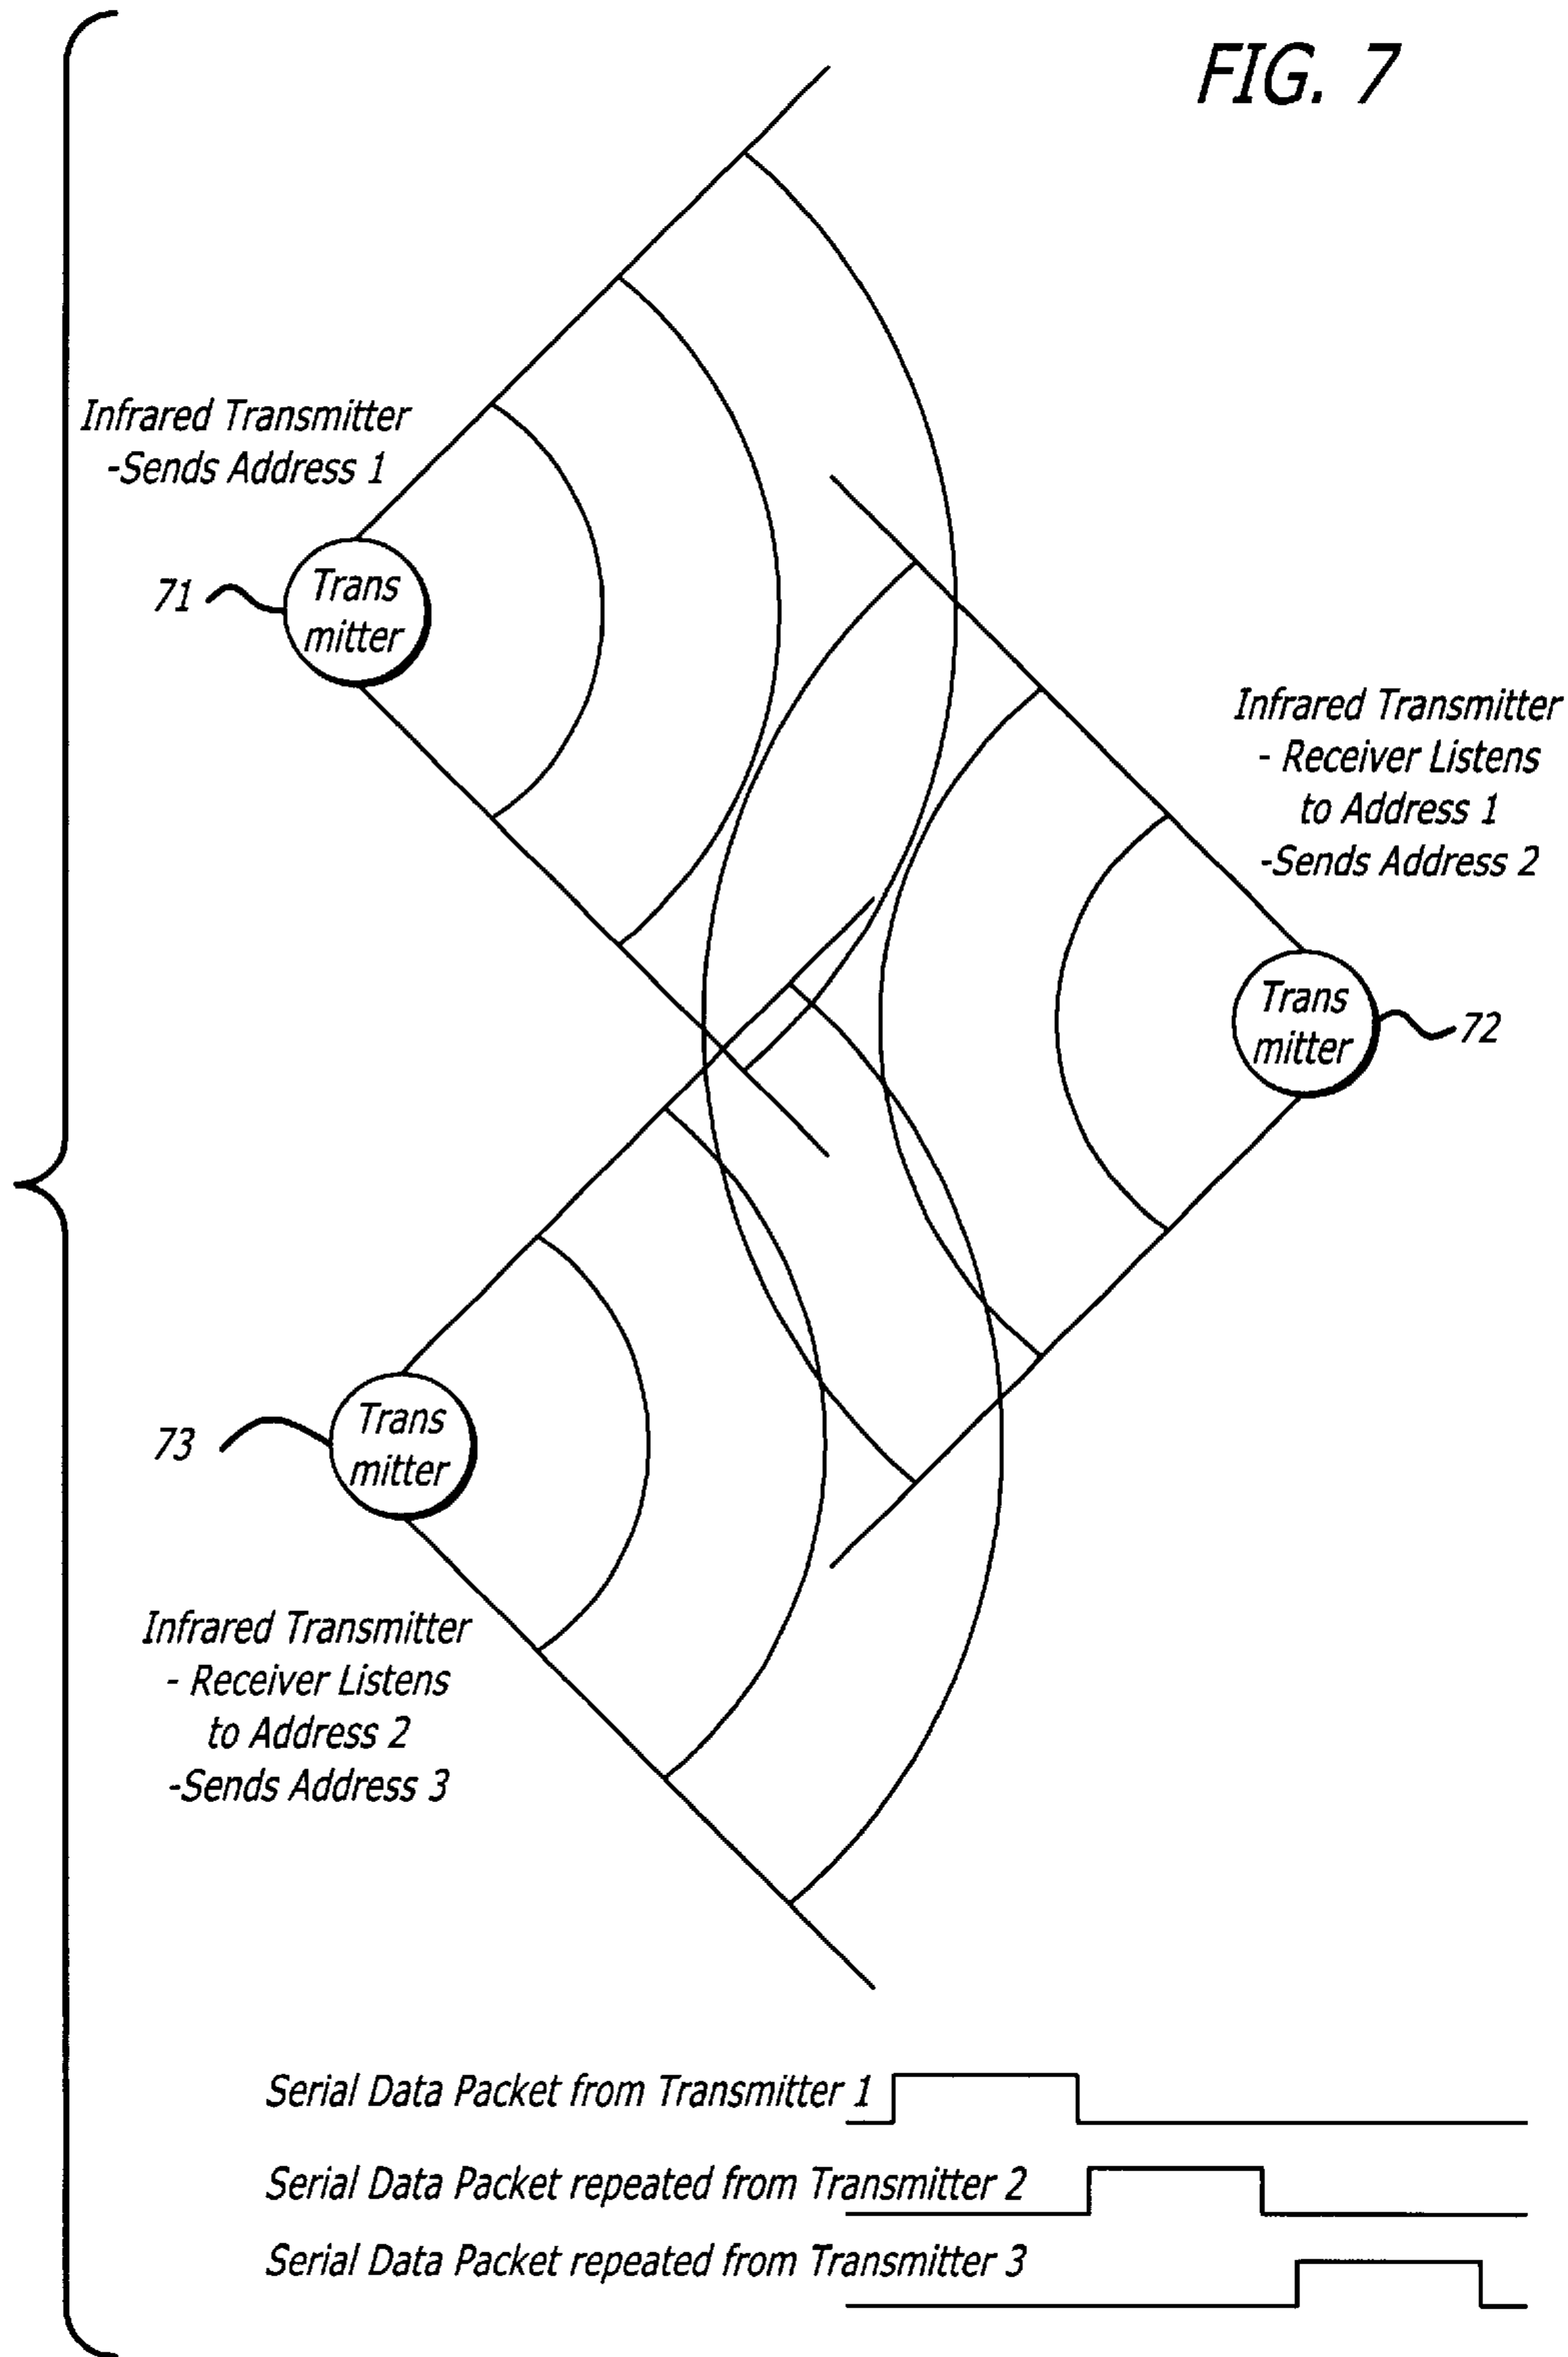 FIG. 7
Infrared Transmitter
-Sends Address 1
71
Trans
mitter
Infrared Transmitter
- Receiver Listens
to Address 1
-Sends Address 2
Trans
mitter
72
73
Trans
mitter
Infrared Transmitter
- Receiver Listens
to Address 2
-Sends Address 3
Serial Data Packet from Transmitter 1
Serial Data Packet repeated from Transmitter 2
Serial Data Packet repeated from Transmitter 3